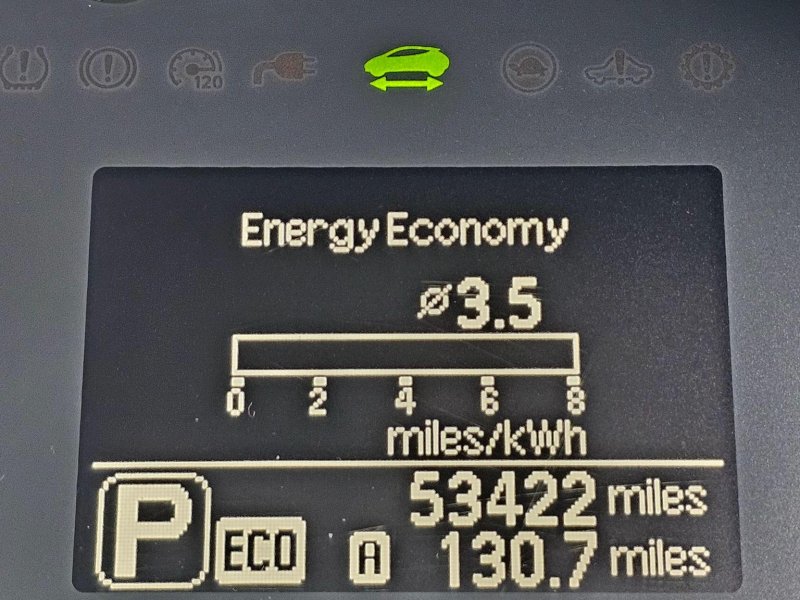 120
Energy Economy
ø3.5
0 2 4 6 8
miles/kWh
P ECO 53422 miles
A 130.7 miles